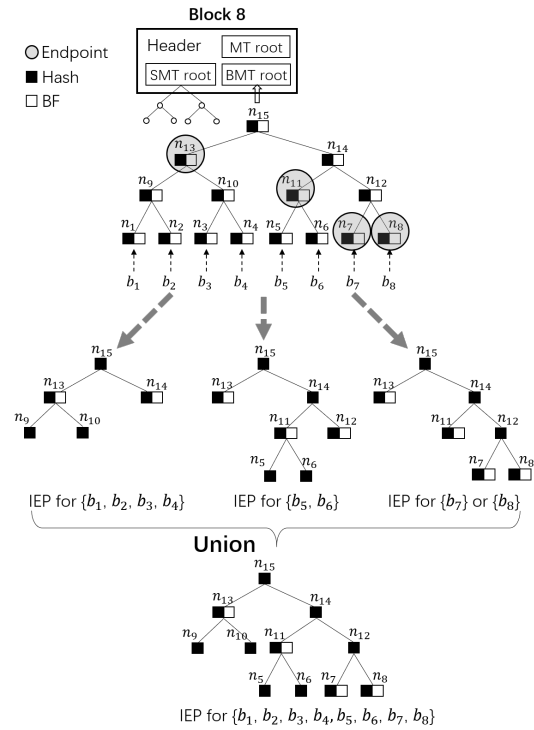 Block 8
Header
MT root
SMT root
BMT root
Endpoint
Hash
BF
n15
n13
n14
n9
n10
n11
n12
n1
n2
n3
n4
n5
n6
n7
n8
b1
b2
b3
b4
b5
b6
b7
b8
n15
n13
n14
n9
n10
IEP for {b1, b2, b3, b4}
n15
n13
n14
n11
n12
n5
n6
IEP for {b5, b6}
n15
n13
n14
n11
n12
n7
n8
IEP for {b7} or {b8}
Union
n15
n13
n14
n9
n10
n11
n12
n5
n6
n7
n8
IEP for {b1, b2, b3, b4, b5, b6, b7, b8}